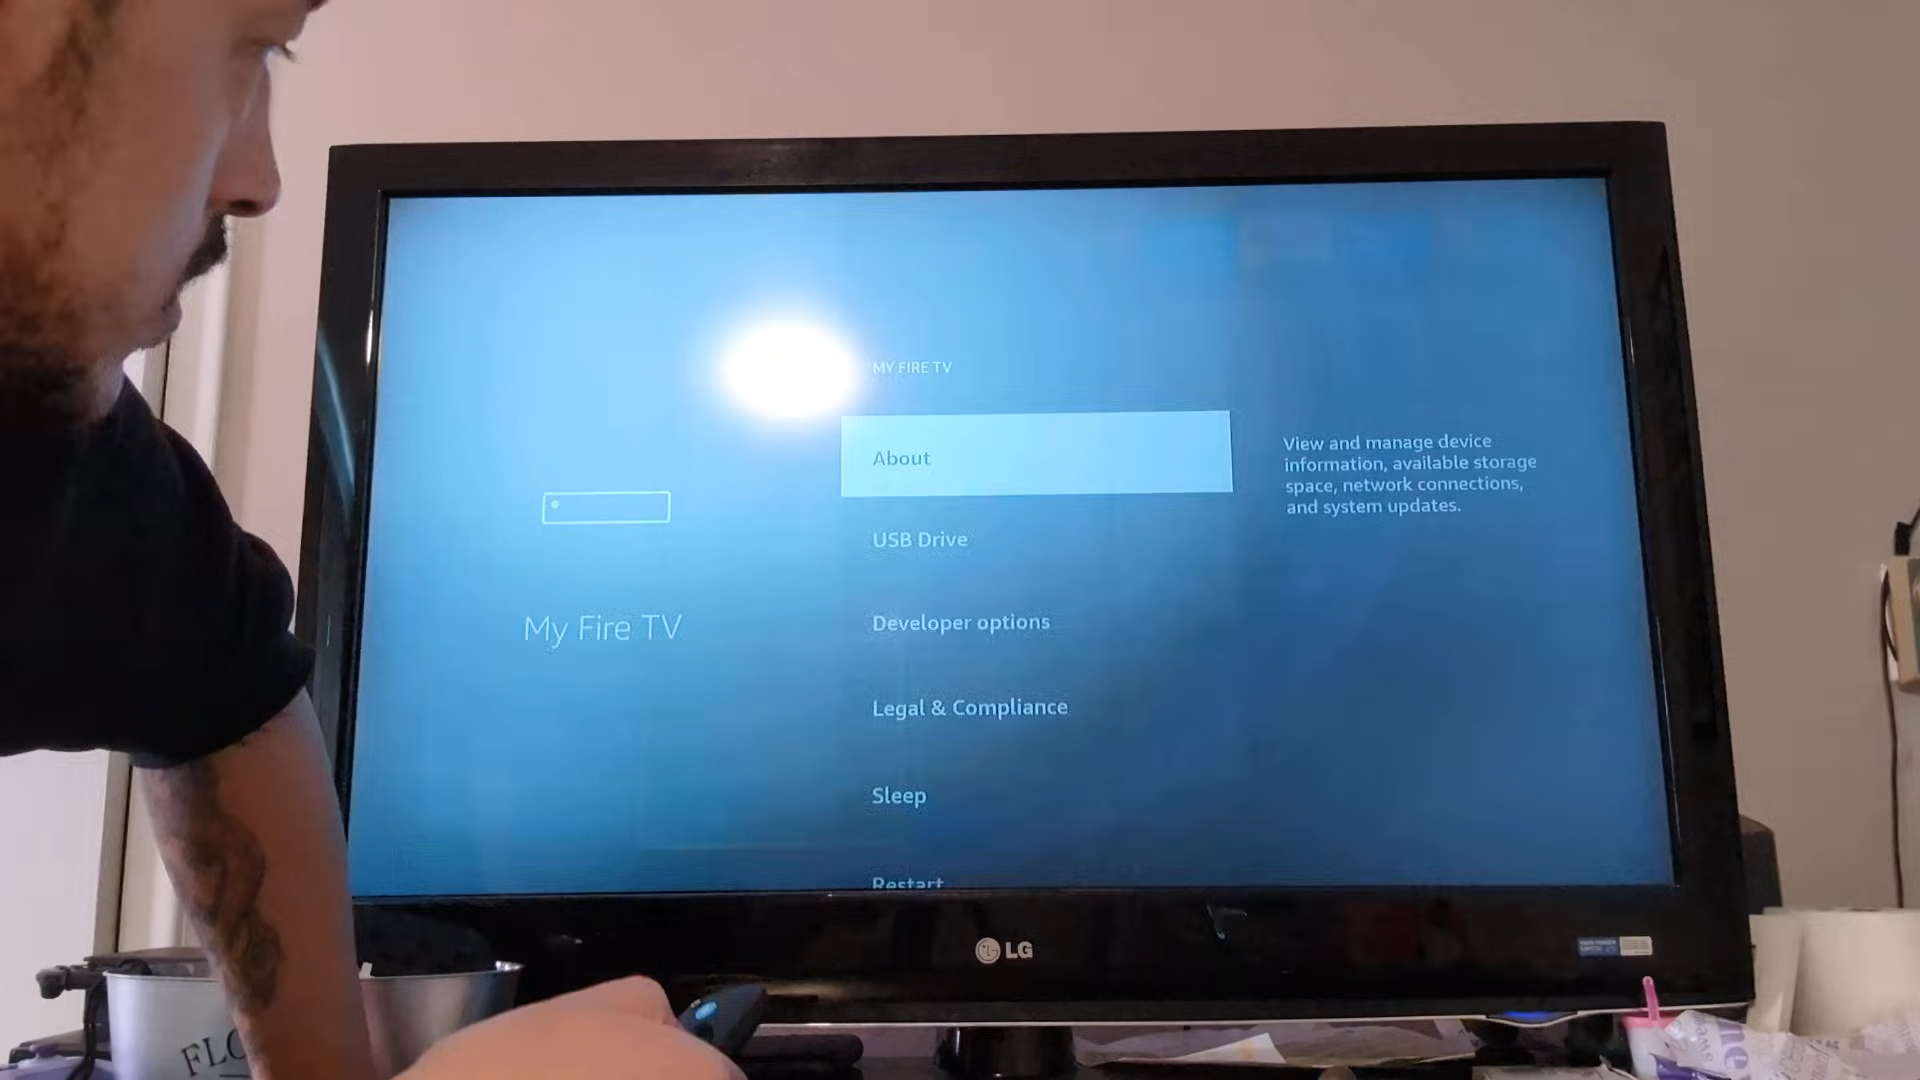 MY FIRE TV
About
View and manage device
information, available storage
space, network connections,
and system updates.
USB Drive
My Fire TV
Developer options
Legal & Compliance
Sleep
Restart
LG
FLO